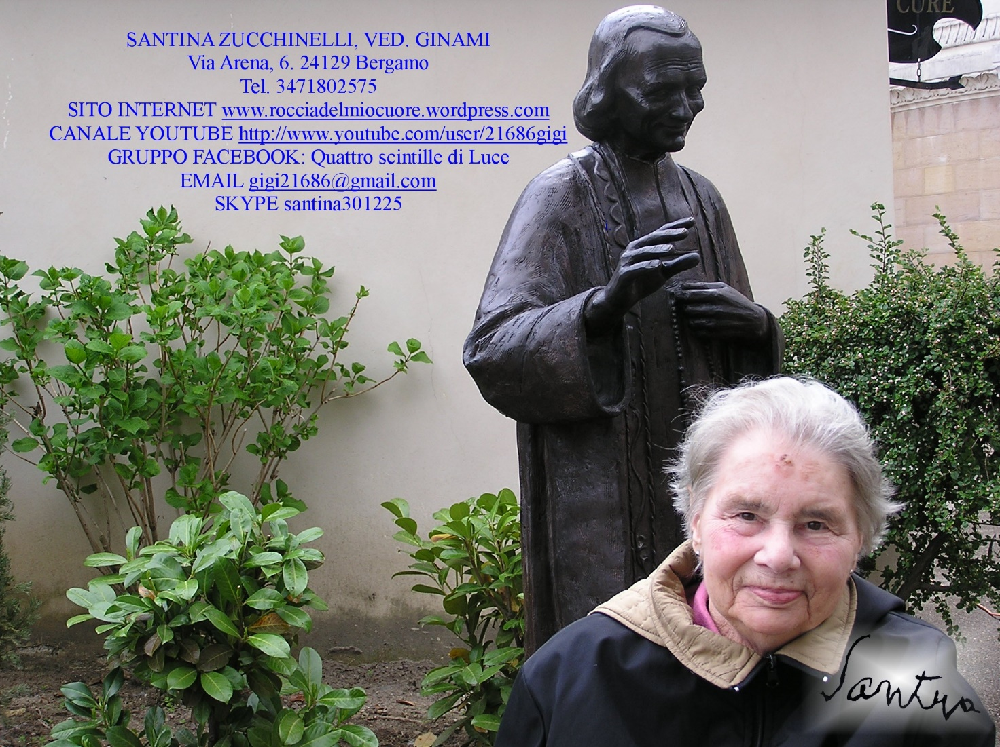 CURE
SANTINA ZUCCHINELLI, VED. GINAMI
Via Arena, 6. 24129 Bergamo
Tel. 3471802575
SITO INTERNET www.rocciadelmiocuore.wordpress.com
CANALE YOUTUBE http://www.youtube.com/user/21686gigi
GRUPPO FACEBOOK: Quattro scintille di Luce
EMAIL gigi21686@gmail.com
SKYPE santina301225
Santina